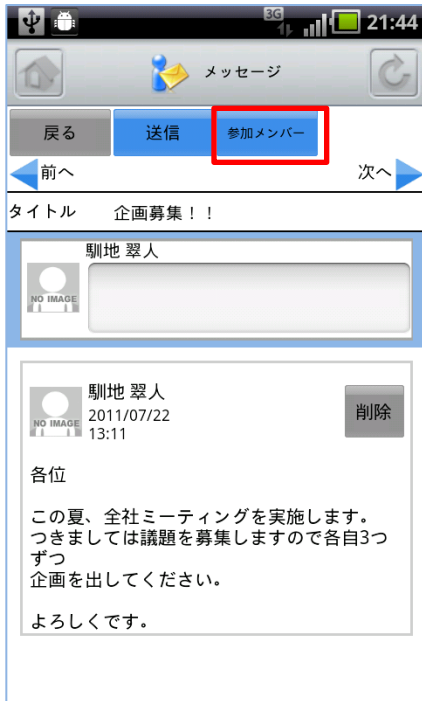 3G 21:44
メッセージ
戻る 送信 参加メンバー
前へ 次へ
タイトル 企画募集！！
馴地 翠人
NO IMAGE
馴地 翠人
NO IMAGE 2011/07/22 削除
13:11
各位
この夏、全社ミーティングを実施します。
つきましては議題を募集しますので各自3つ
ずつ
企画を出してください。
よろしくです。